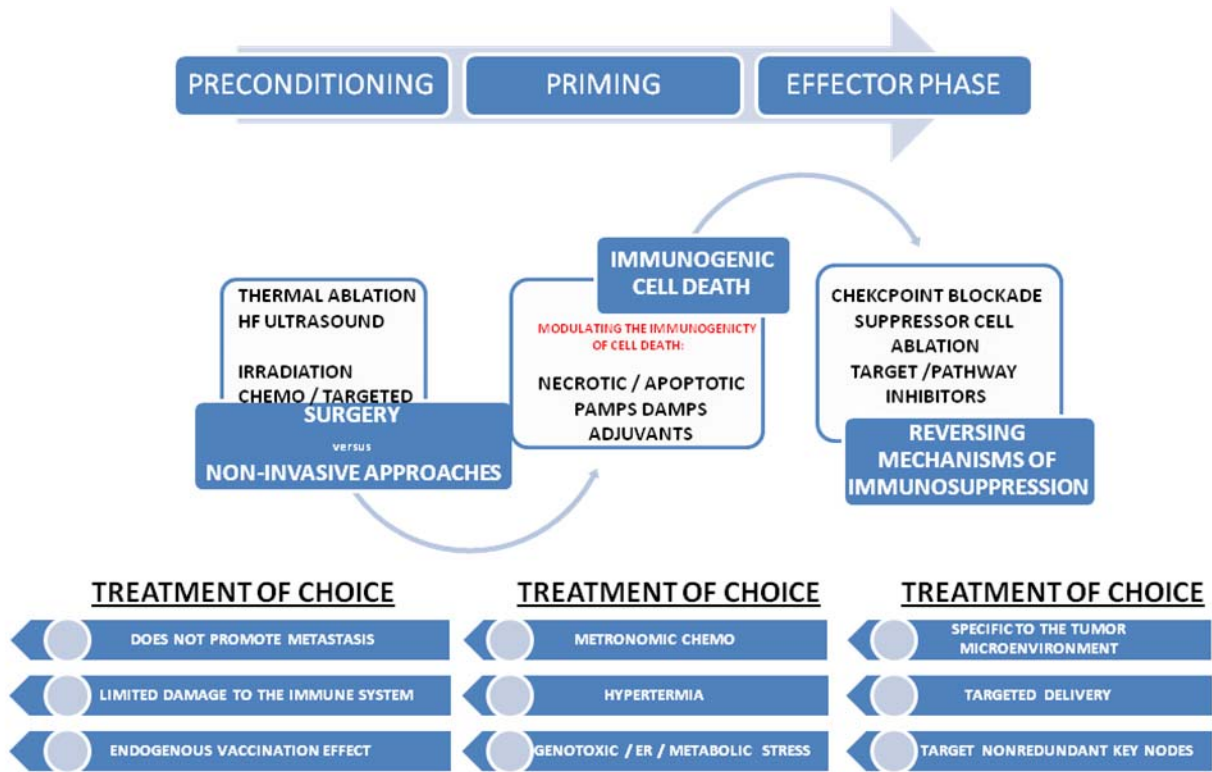 PRECONDITIONING
PRIMING
EFFECTOR PHASE
THERMAL ABLATION
HF ULTRASOUND
IRRADIATION
CHEMO / TARGETED
SURGERY
versus
NON-INVASIVE APPROACHES
IMMUNOGENIC
CELL DEATH
MODULATING THE IMMUNOGENICTY
OF CELL DEATH:
NECROTIC / APOPTOTIC
PAMPS DAMPS
ADJUVANTS
CHEKCPOINT BLOCKADE
SUPPRESSOR CELL
ABLATION
TARGET /PATHWAY
INHIBITORS
REVERSING
MECHANISMS OF
IMMUNOSUPPRESSION
TREATMENT OF CHOICE
DOES NOT PROMOTE METASTASIS
LIMITED DAMAGE TO THE IMMUNE SYSTEM
ENDOGENOUS VACCINATION EFFECT
TREATMENT OF CHOICE
METRONOMIC CHEMO
HYPERTERMIA
GENOTOXIC / ER / METABOLIC STRESS
TREATMENT OF CHOICE
SPECIFIC TO THE TUMOR
MICROENVIRONMENT
TARGETED DELIVERY
TARGET NONREDUNDANT KEY NODES